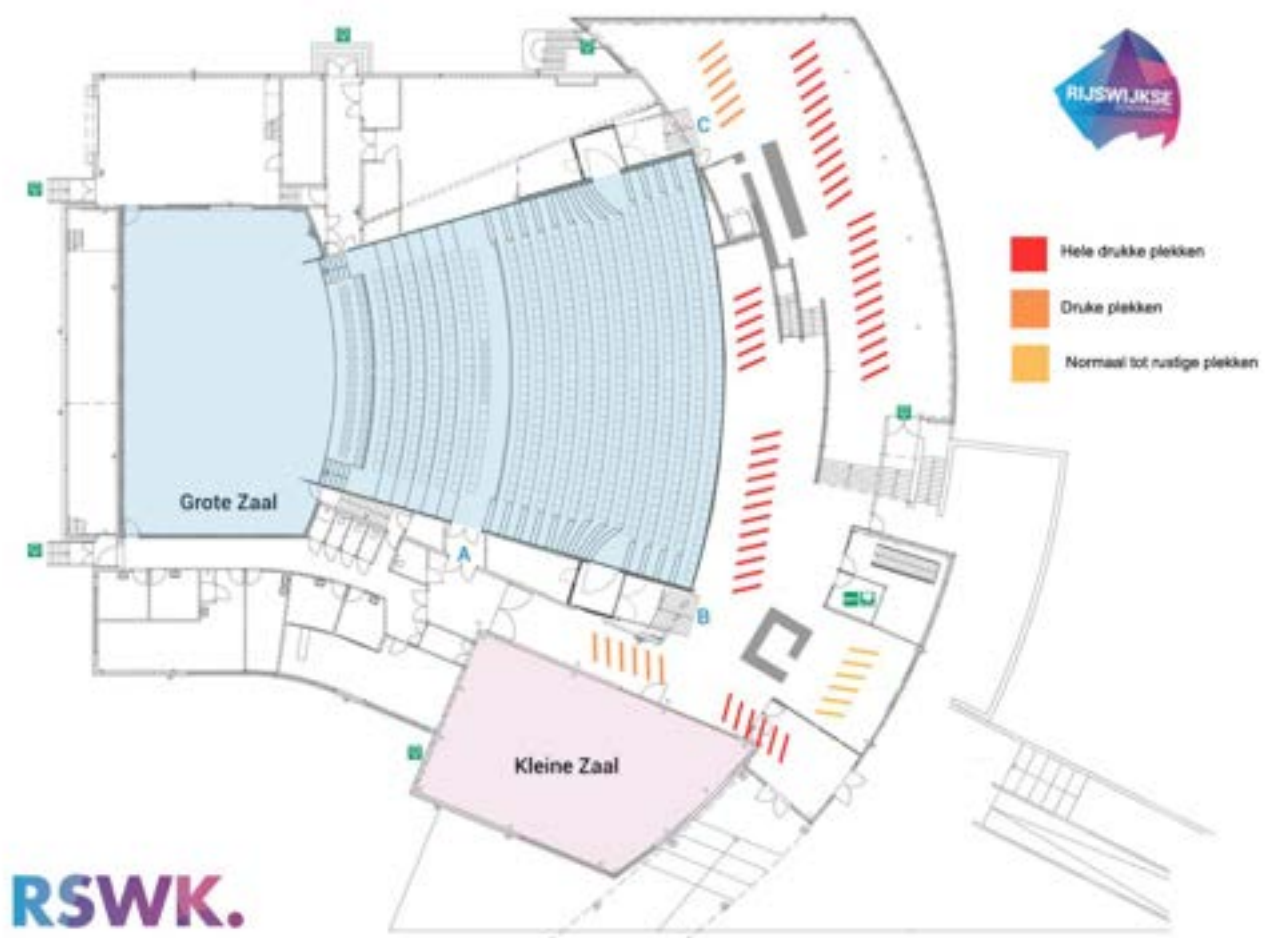 C
RIJSWIJKSE
Hele drukke plekken
Druke plekken
Normaal tot rustige plekken
Grote Zaal
A
B
Kleine Zaal
RSWK.